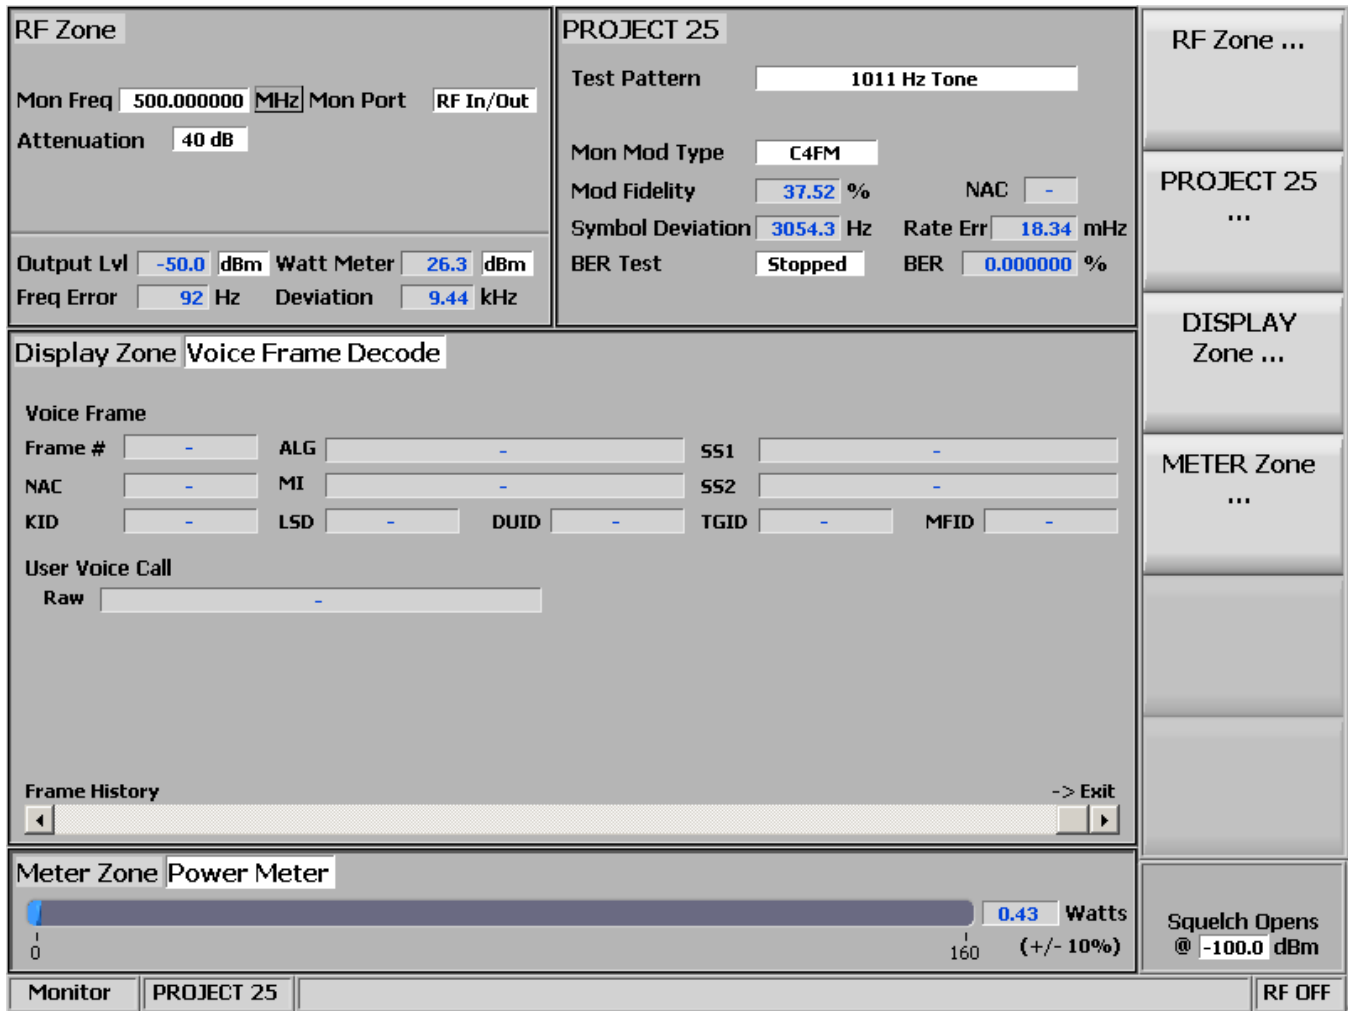 RF Zone
Mon Freq 500.000000 MHz Mon Port RF In/Out
Attenuation 40 dB
Output Lvl -50.0 dBm Watt Meter 26.3 dBm
Freq Error 92 Hz Deviation 9.44 kHz
PROJECT 25
Test Pattern 1011 Hz Tone
Mon Mod Type C4FM
Mod Fidelity 37.52 % NAC -
Symbol Deviation 3054.3 Hz Rate Err 18.34 mHz
BER Test Stopped BER 0.000000 %
Display Zone Voice Frame Decode
Voice Frame
Frame # - ALG - SS1 -
NAC - MI - SS2 -
KID - LSD - DUID - TGID - MFID -
User Voice Call
Raw -
Frame History -> Exit
Meter Zone Power Meter
0.43 Watts
0 160 (+/- 10%)
RF Zone ...
PROJECT 25
...
DISPLAY
Zone ...
METER Zone
...
Squelch Opens
@ -100.0 dBm
Monitor PROJECT 25 RF OFF